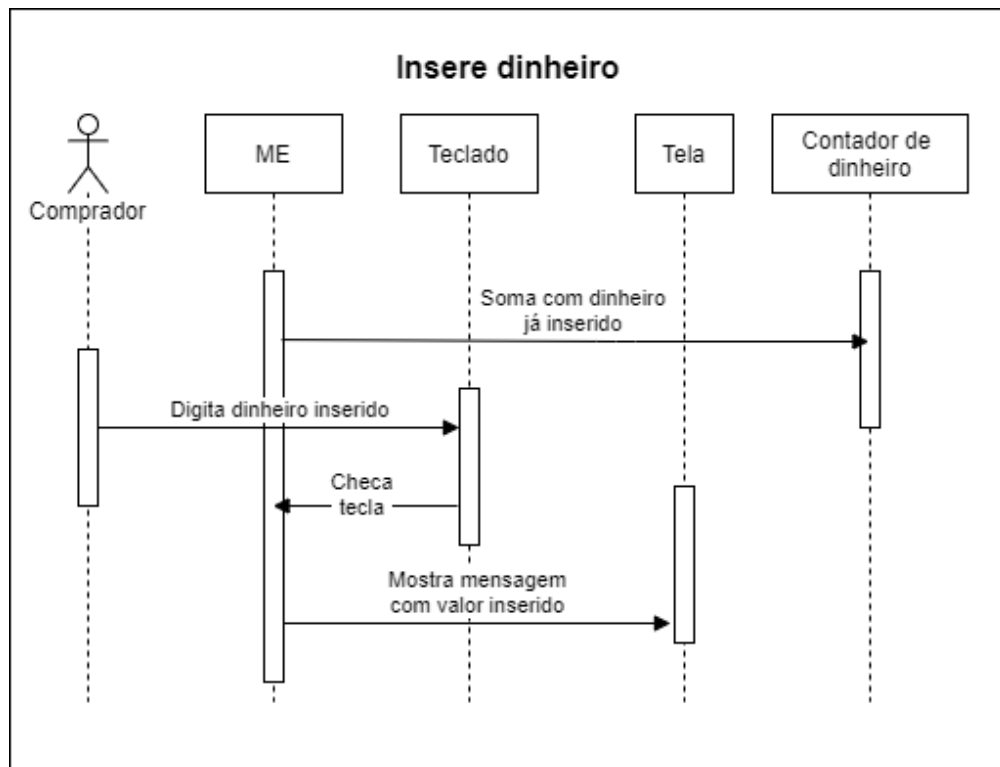 Insere dinheiro
ME
Teclado
Tela
Contador de
dinheiro
Comprador
Soma com dinheiro
já inserido
Digita dinheiro inserido
Checa
tecla
Mostra mensagem
com valor inserido